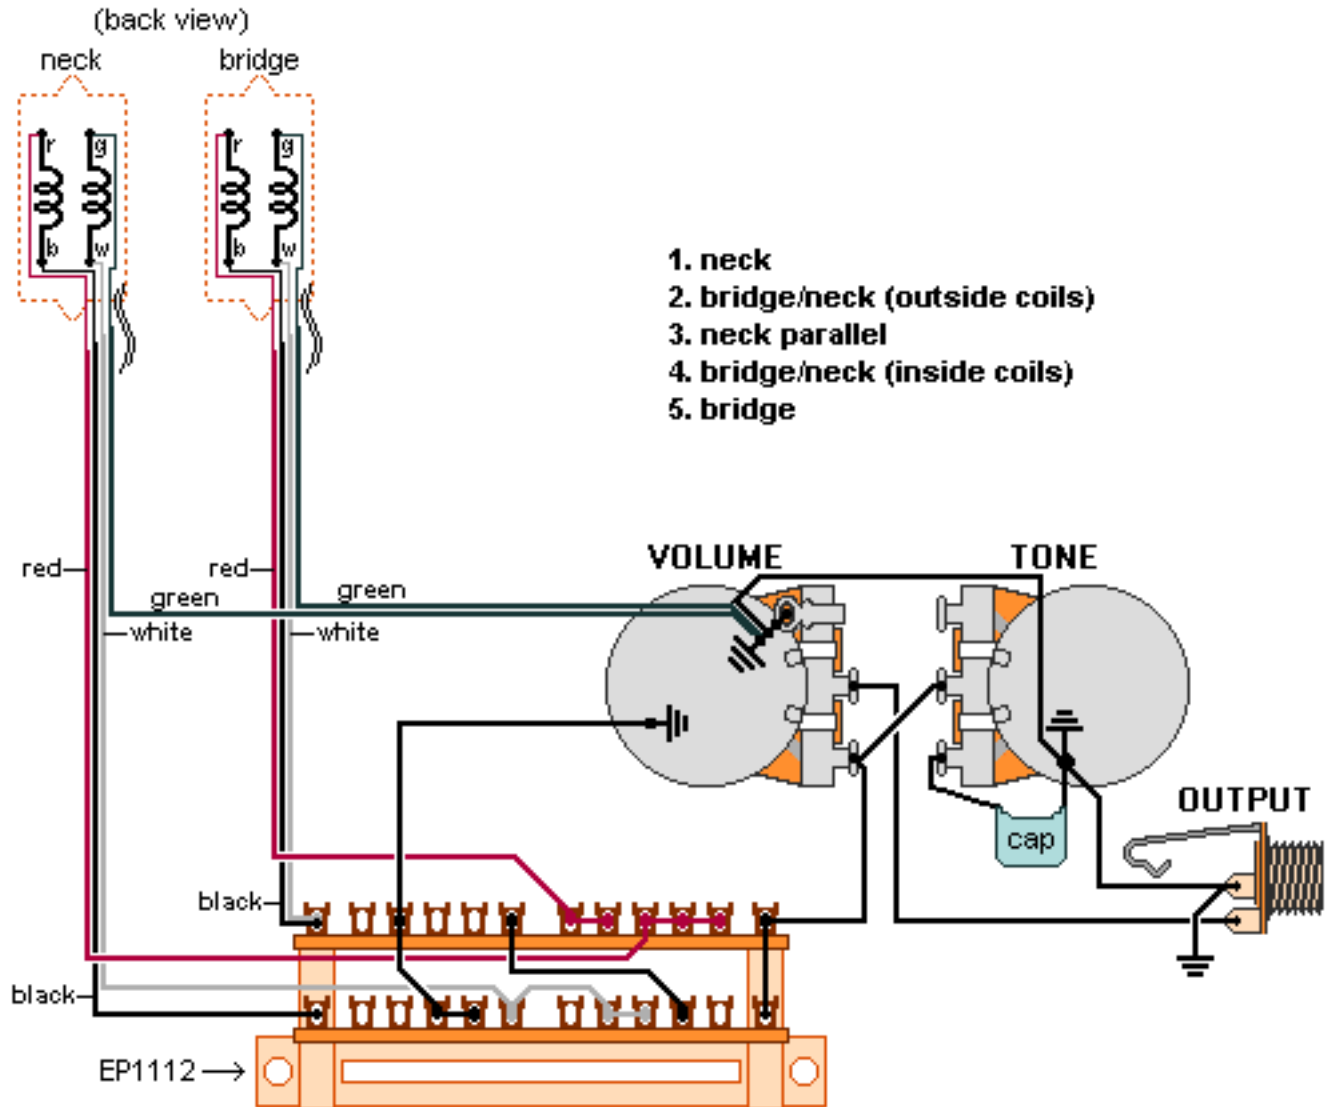 (back view)
neck
bridge
r
g
r
g
b
w
b
w
1. neck
2. bridge/neck (outside coils)
3. neck parallel
4. bridge/neck (inside coils)
5. bridge
VOLUME
TONE
red
red
green
green
white
white
OUTPUT
cap
black
black
EP1112